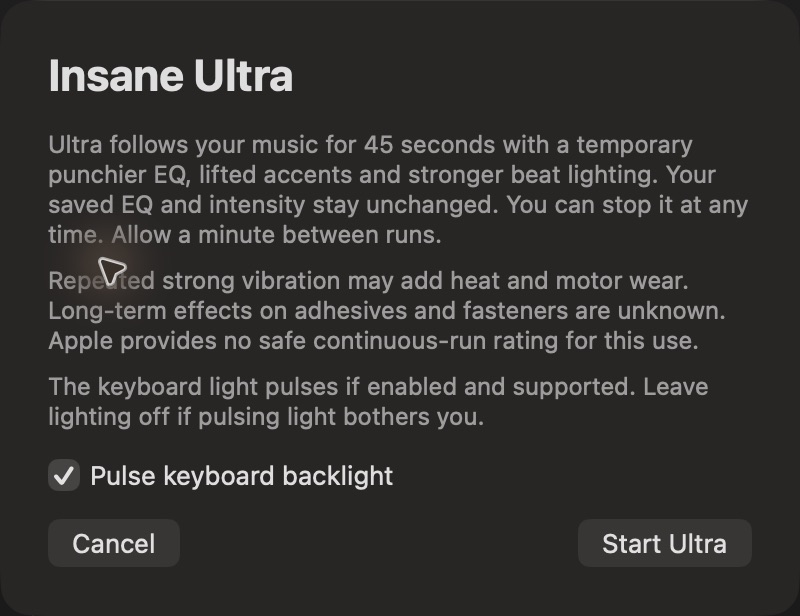 Insane Ultra
Ultra follows your music for 45 seconds with a temporary
punchier EQ, lifted accents and stronger beat lighting. Your
saved EQ and intensity stay unchanged. You can stop it at any
time. Allow a minute between runs.
Repeated strong vibration may add heat and motor wear.
Long-term effects on adhesives and fasteners are unknown.
Apple provides no safe continuous-run rating for this use.
The keyboard light pulses if enabled and supported. Leave
lighting off if pulsing light bothers you.
Pulse keyboard backlight
Cancel
Start Ultra